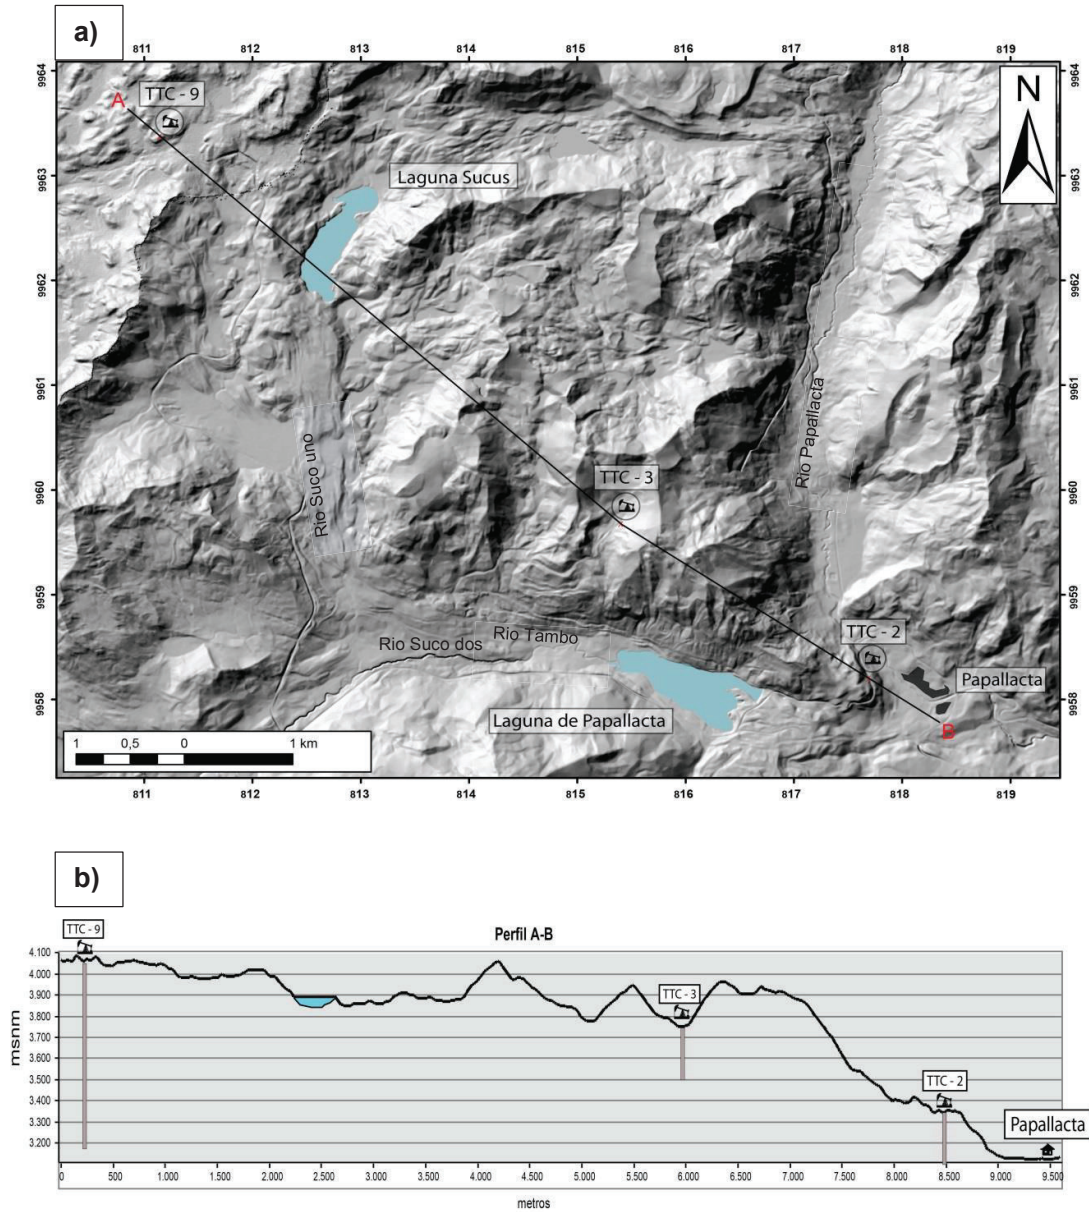 a)
811 812 813 814 815 816 817 818 819
9964 9964
A
TTC - 9
N
9963 9963
Laguna Sucus
9962 9962
9961 9961
Rio Papallacta
Rio Suco uno
TTC - 3
9960 9960
9959 9959
TTC - 2
Rio Tambo
Rio Suco dos
Papallacta
9958 9958
Laguna de Papallacta
B
1 0,5 0 1 km
811 812 813 814 815 816 817 818 819
b)
Perfil A-B
TTC - 9
4.100
4.000
3.900
TTC - 3
3.800
3.700
3.600
3.500
TTC - 2
3.400
3.300
Papallacta
3.200
msnm
0 500 1.000 1.500 2.000 2.500 3.000 3.500 4.000 4.500 5.000 5.500 6.000 6.500 7.000 7.500 8.000 8.500 9.000 9.500
metros